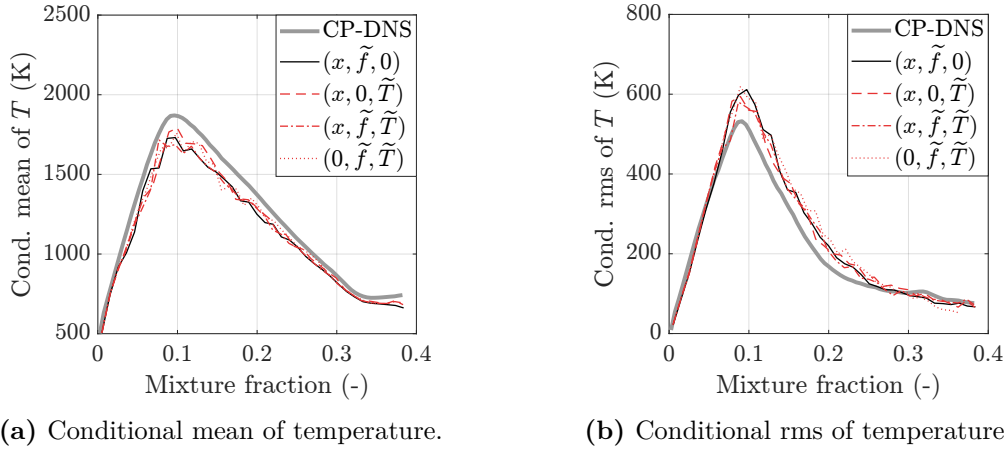 2500
2000
1500
1000
500
0
0.1
0.2
0.3
0.4
Cond. mean of T (K)
Mixture fraction (-)
CP-DNS
(x, f̃, 0)
(x, 0, T̃)
(x, f̃, T̃)
(0, f̃, T̃)
(a) Conditional mean of temperature.
800
600
400
200
0
0
0.1
0.2
0.3
0.4
Cond. rms of T (K)
Mixture fraction (-)
CP-DNS
(x, f̃, 0)
(x, 0, T̃)
(x, f̃, T̃)
(0, f̃, T̃)
(b) Conditional rms of temperature